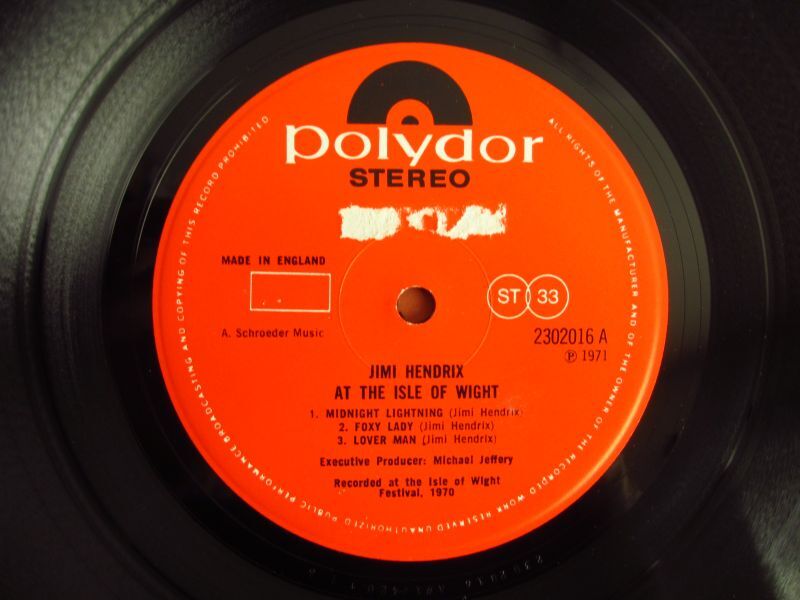 polydor
STEREO
MADE IN ENGLAND
ST 33
A. Schroeder Music
2302016 A
℗ 1971
JIMI HENDRIX
AT THE ISLE OF WIGHT
1. MIDNIGHT LIGHTNING (Jimi Hendrix)
2. FOXY LADY (Jimi Hendrix)
3. LOVER MAN (Jimi Hendrix)
Executive Producer: Michael Jeffery
Recorded at the Isle of Wight
Festival, 1970
ALL RIGHTS OF THE MANUFACTURER AND OF THE OWNER OF THE RECORDED WORK RESERVED UNAUTHORIZED PUBLIC PERFORMANCE BROADCASTING AND COPYING OF THIS RECORD PROHIBITED